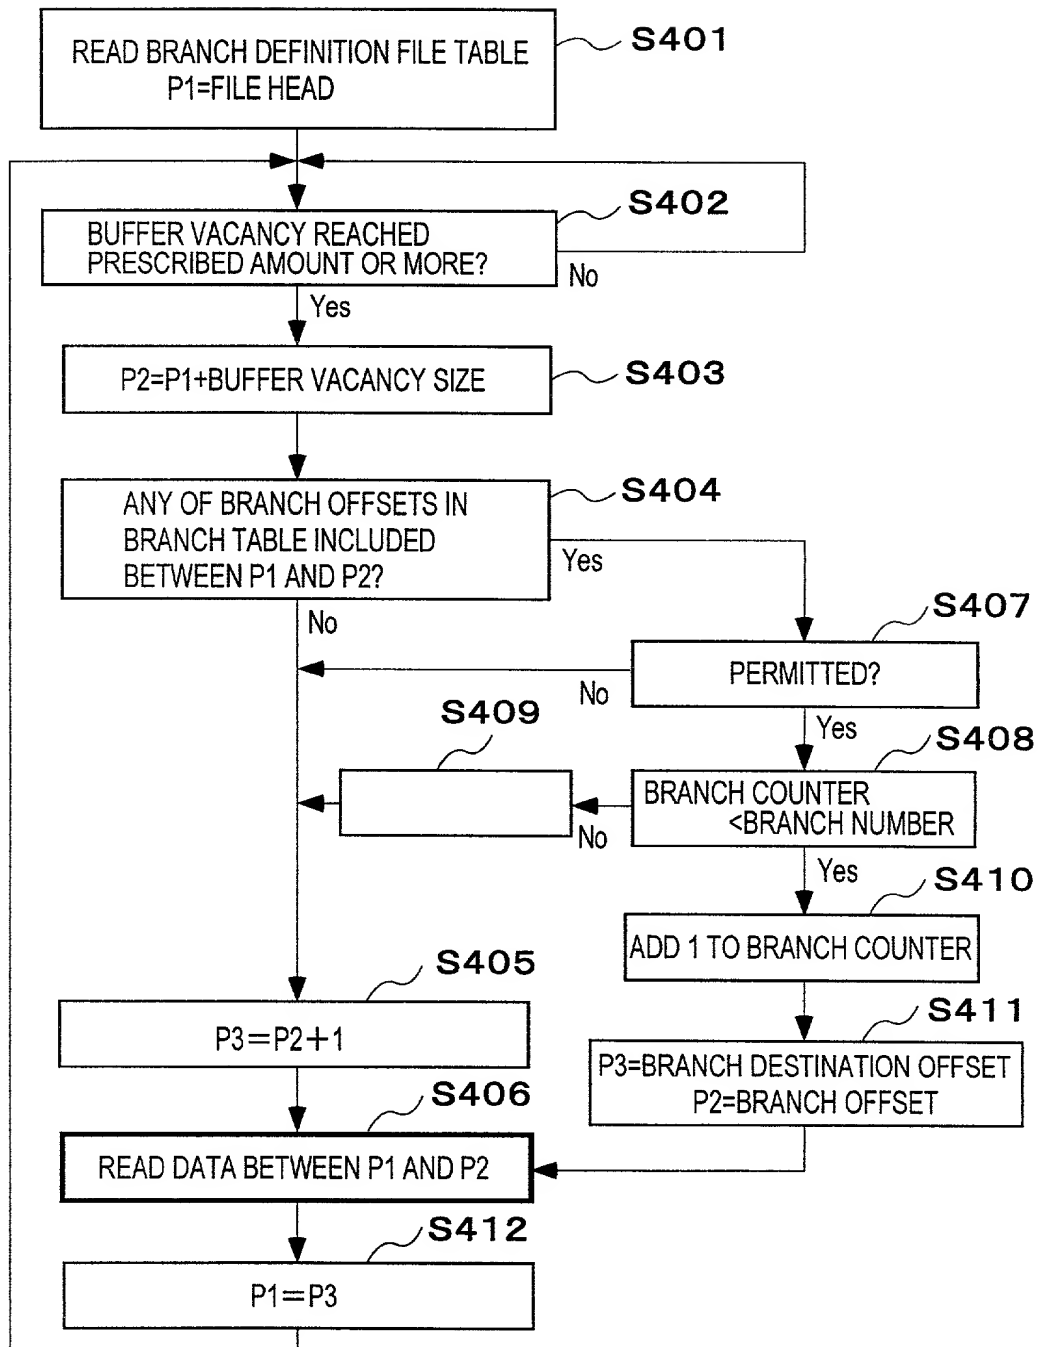 READ BRANCH DEFINITION FILE TABLE
P1=FILE HEAD
S401
BUFFER VACANCY REACHED
PRESCRIBED AMOUNT OR MORE?
S402
No
Yes
P2=P1+BUFFER VACANCY SIZE
S403
ANY OF BRANCH OFFSETS IN
BRANCH TABLE INCLUDED
BETWEEN P1 AND P2?
S404
Yes
No
S407
PERMITTED?
No
Yes
S409
S408
BRANCH COUNTER
<BRANCH NUMBER
No
Yes
S410
ADD 1 TO BRANCH COUNTER
S405
P3=P2+1
S411
P3=BRANCH DESTINATION OFFSET
P2=BRANCH OFFSET
S406
READ DATA BETWEEN P1 AND P2
S412
P1=P3